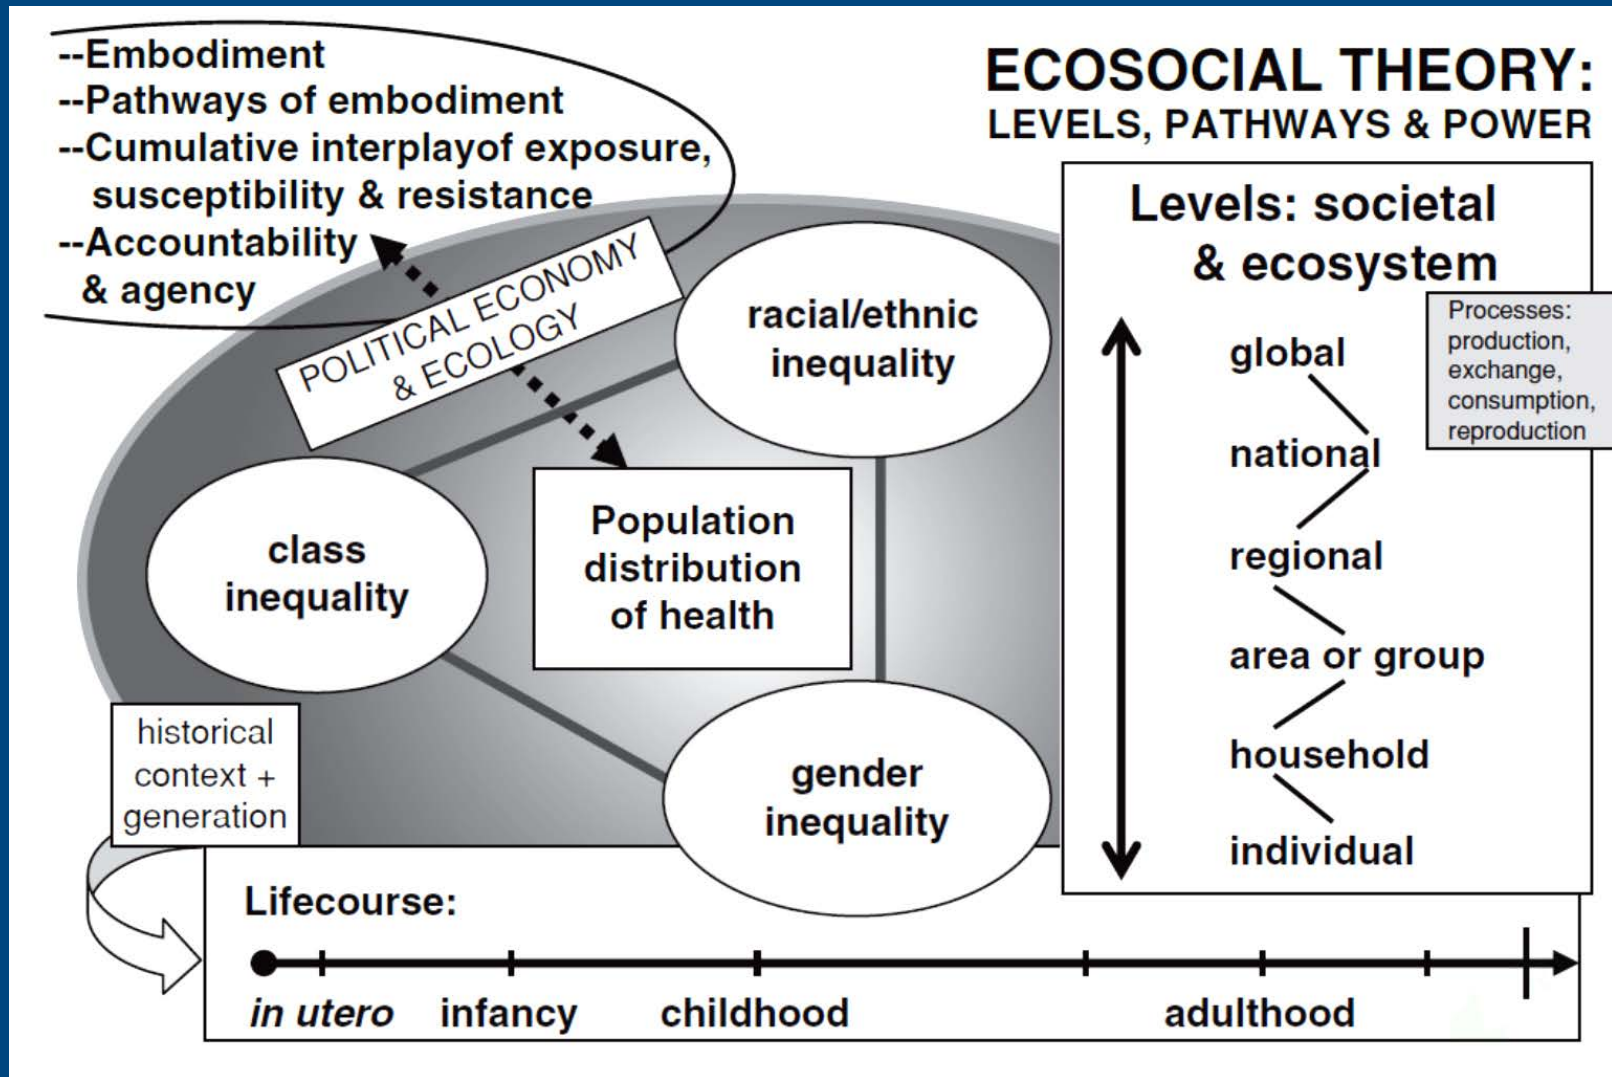 --Embodiment
--Pathways of embodiment
--Cumulative interplayof exposure,
susceptibility & resistance
--Accountability
& agency
ECOSOCIAL THEORY:
LEVELS, PATHWAYS & POWER
POLITICAL ECONOMY
& ECOLOGY
racial/ethnic
inequality
class
inequality
Population
distribution
of health
gender
inequality
historical
context +
generation
Levels: societal
& ecosystem
Processes:
production,
exchange,
consumption,
reproduction
global
national
regional
area or group
household
individual
Lifecourse:
in utero infancy childhood adulthood